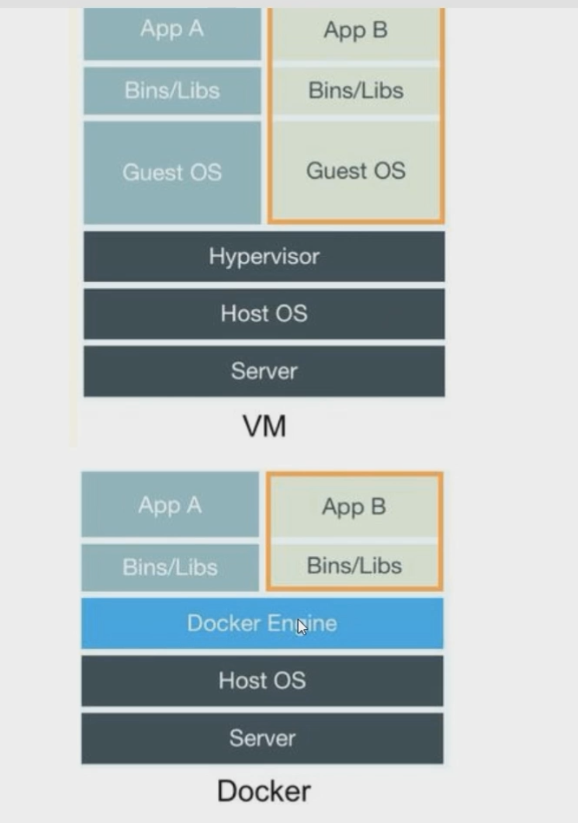 App A App B
Bins/Libs Bins/Libs
Guest OS Guest OS
Hypervisor
Host OS
Server
VM
App A App B
Bins/Libs Bins/Libs
Docker Engine
Host OS
Server
Docker